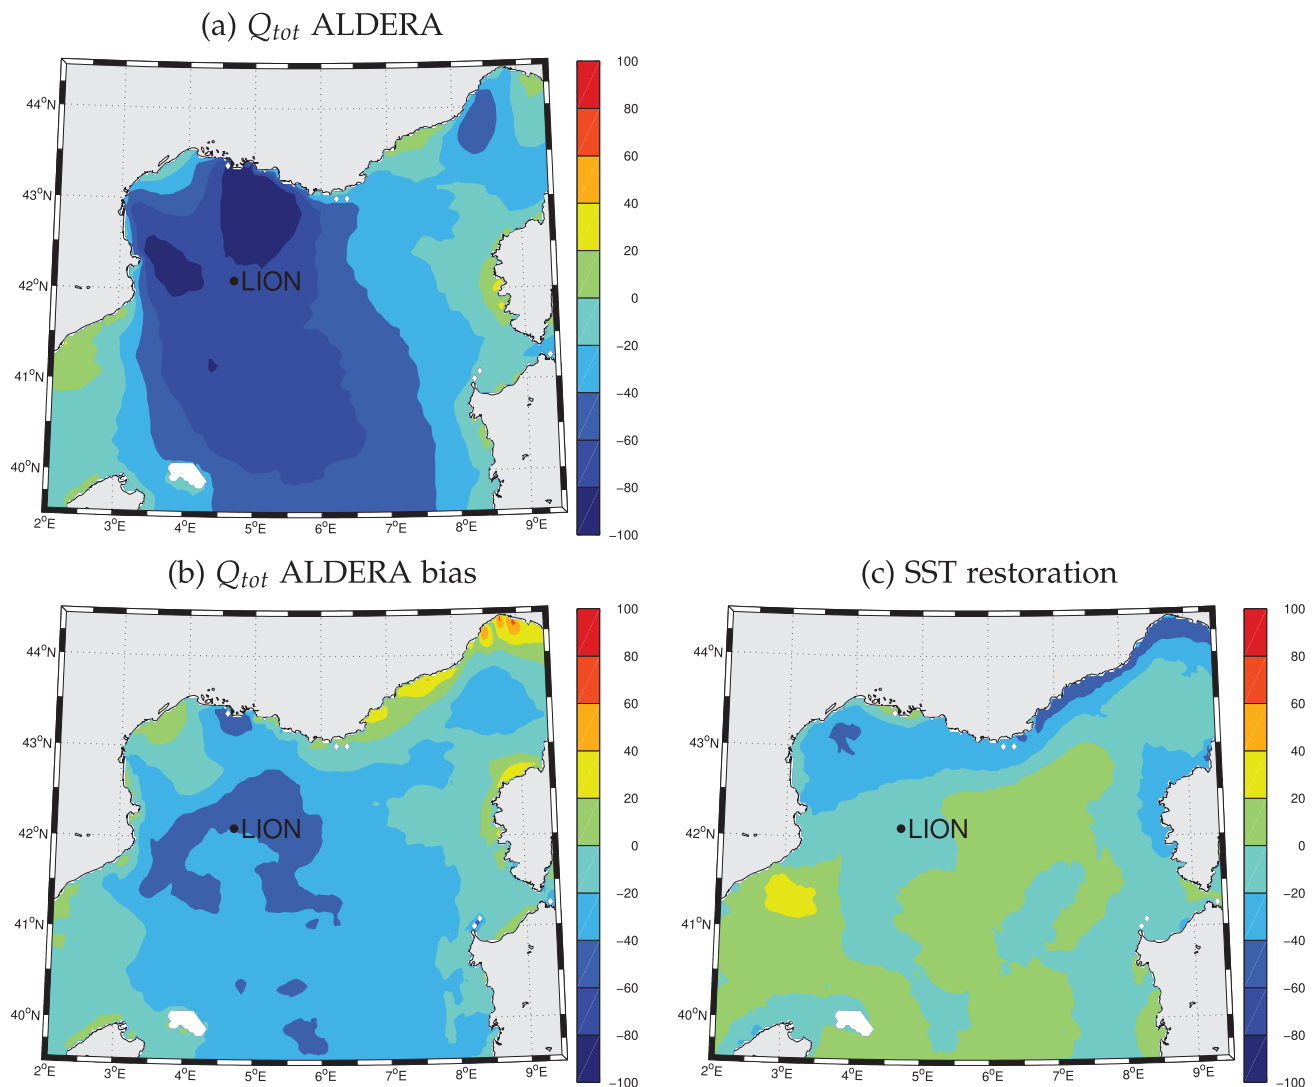 (a) Qtot ALDERA
100
80
60
40
20
0
−20
−40
−60
−80
−100
44°N
43°N
42°N
41°N
40°N
2°E 3°E 4°E 5°E 6°E 7°E 8°E 9°E
LION
(b) Qtot ALDERA bias
100
80
60
40
20
0
−20
−40
−60
−80
−100
44°N
43°N
42°N
41°N
40°N
2°E 3°E 4°E 5°E 6°E 7°E 8°E 9°E
LION
(c) SST restoration
100
80
60
40
20
0
−20
−40
−60
−80
−100
44°N
43°N
42°N
41°N
40°N
2°E 3°E 4°E 5°E 6°E 7°E 8°E 9°E
LION